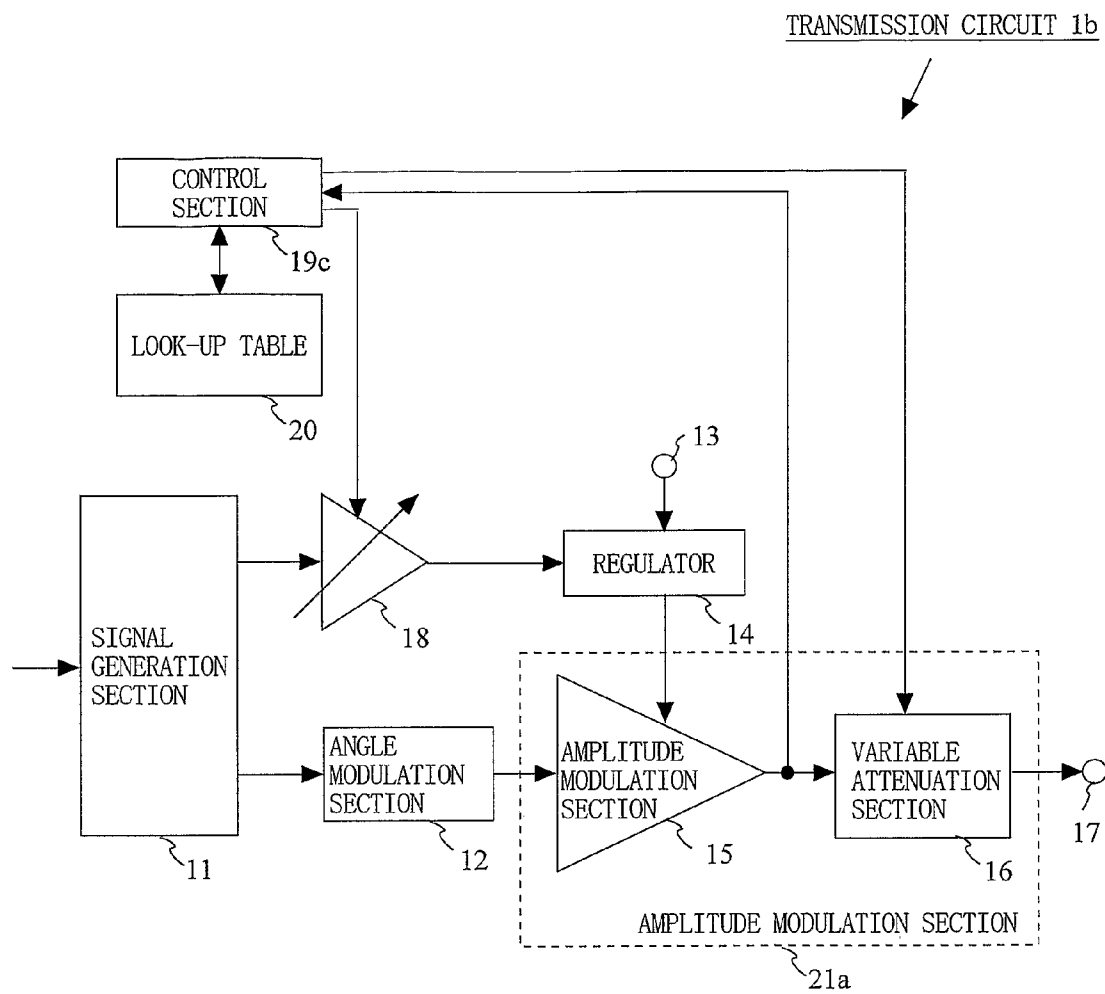 TRANSMISSION CIRCUIT 1b
CONTROL
SECTION
19c
LOOK-UP TABLE
20
13
REGULATOR
14
18
SIGNAL
GENERATION
SECTION
11
ANGLE
MODULATION
SECTION
12
AMPLITUDE
MODULATION
SECTION
15
VARIABLE
ATTENUATION
SECTION
16
17
AMPLITUDE MODULATION SECTION
21a